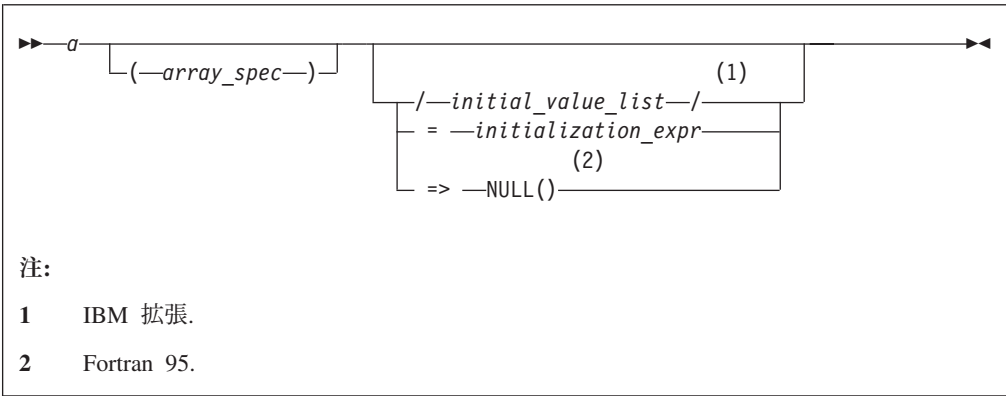 ►►—a
(—array_spec—)
(1)
/—initial_value_list—/
= —initialization_expr
(2)
=> —NULL()
►◄
注:
1 IBM 拡張.
2 Fortran 95.